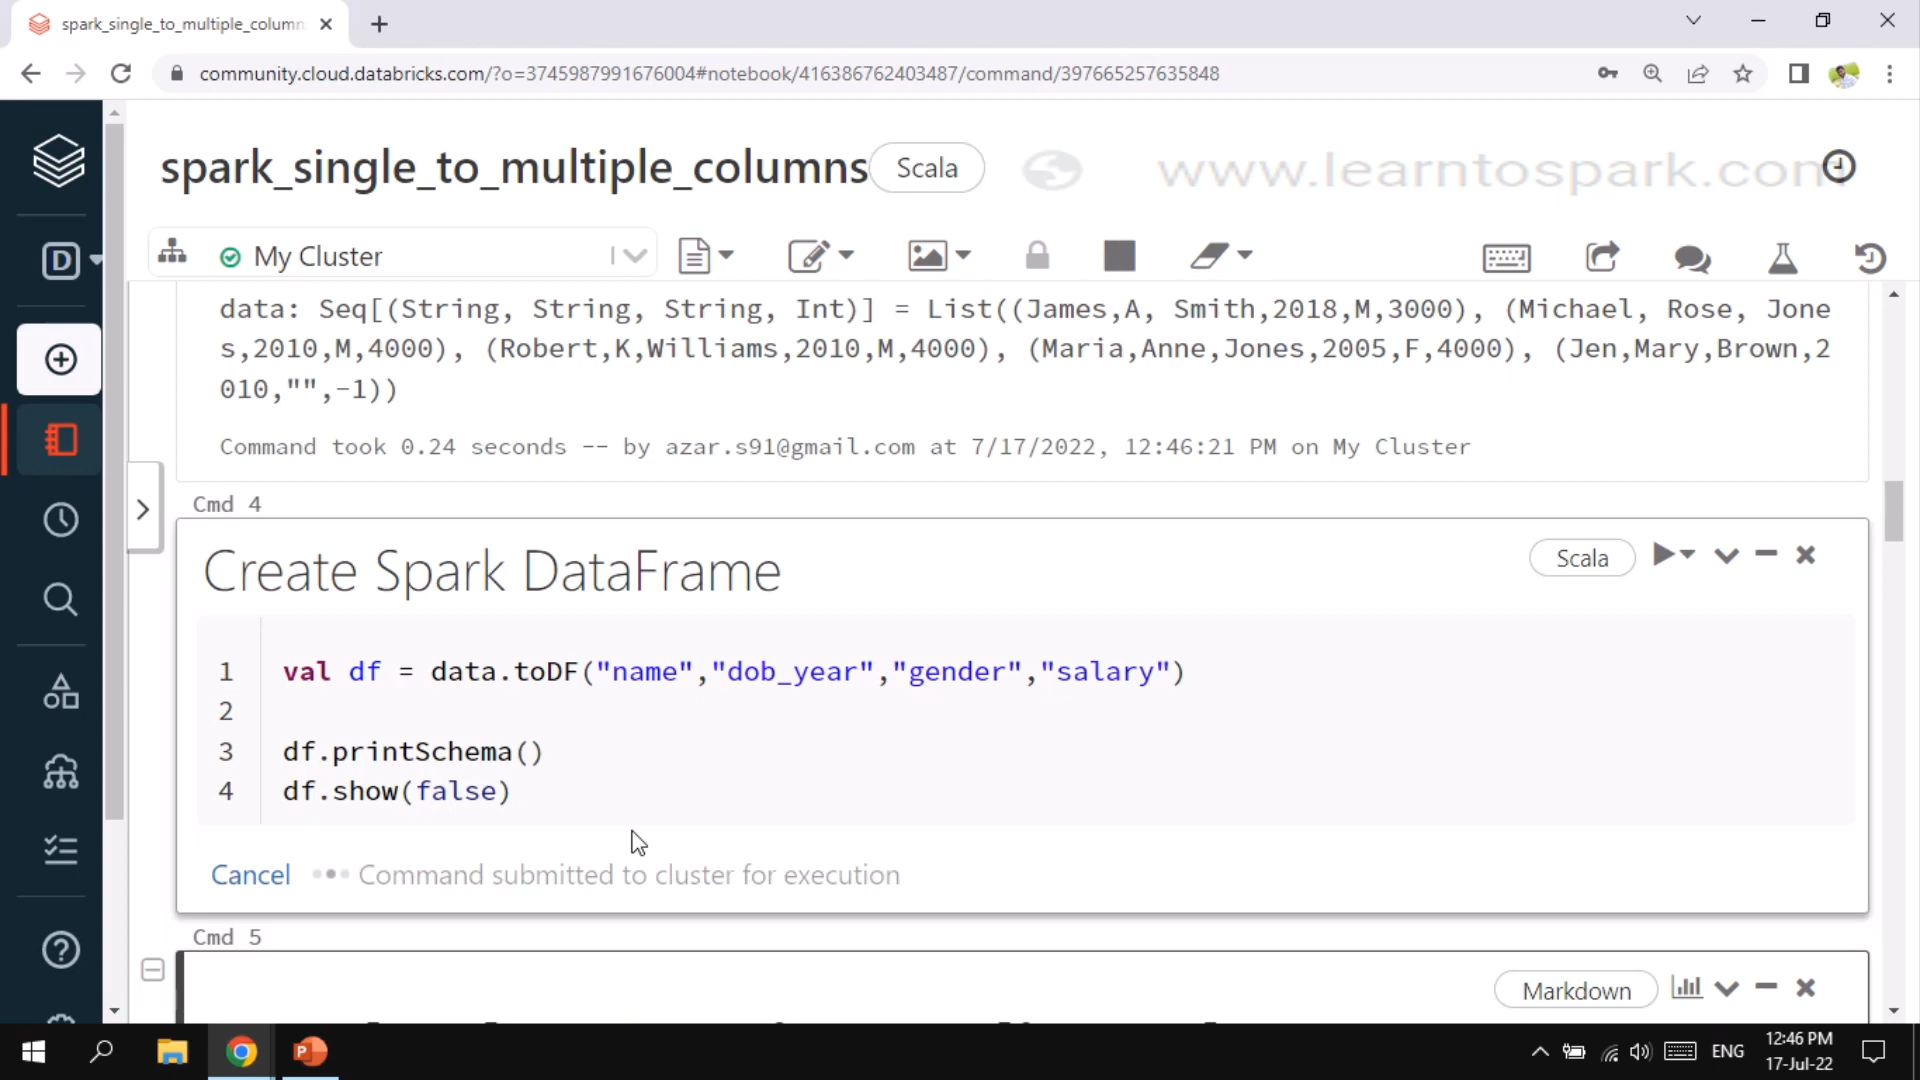 spark_single_to_multiple_column
community.cloud.databricks.com/?o=3745987991676004#notebook/416386762403487/command/397665257635848
spark_single_to_multiple_columns
Scala
www.learntospark.com
D
My Cluster
data: Seq[(String, String, String, Int)] = List((James,A, Smith,2018,M,3000), (Michael, Rose, Jone
s,2010,M,4000), (Robert,K,Williams,2010,M,4000), (Maria,Anne,Jones,2005,F,4000), (Jen,Mary,Brown,2
010,"",-1))
Command took 0.24 seconds -- by azar.s91@gmail.com at 7/17/2022, 12:46:21 PM on My Cluster
Cmd 4
Create Spark DataFrame
Scala
1 val df = data.toDF("name","dob_year","gender","salary")
2
3 df.printSchema()
4 df.show(false)
Cancel ••• Command submitted to cluster for execution
Cmd 5
Markdown
P
ENG
12:46 PM
17-Jul-22